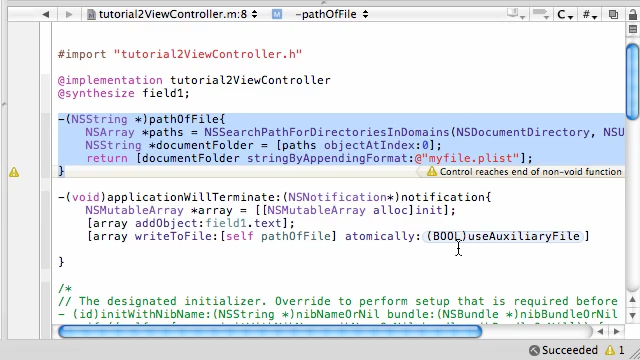 tutorial2ViewController.m:8
-pathOfFile
C
#
#import "tutorial2ViewController.h"
@implementation tutorial2ViewController
@synthesize field1;
-(NSString *)pathOfFile{
NSArray *paths = NSSearchPathForDirectoriesInDomains(NSDocumentDirectory, NSU
NSString *documentFolder = [paths objectAtIndex:0];
return [documentFolder stringByAppendingFormat:@"myfile.plist"];
}
Control reaches end of non-void function
-(void)applicationWillTerminate:(NSNotification*)notification{
NSMutableArray *array = [[NSMutableArray alloc]init];
[array addObject:field1.text];
[array writeToFile:[self pathOfFile] atomically:(BOOL)useAuxiliaryFile]
}
/*
// The designated initializer. Override to perform setup that is required before
- (id)initWithNibName:(NSString *)nibNameOrNil bundle:(NSBundle *)nibBundleOrNil
Succeeded
1